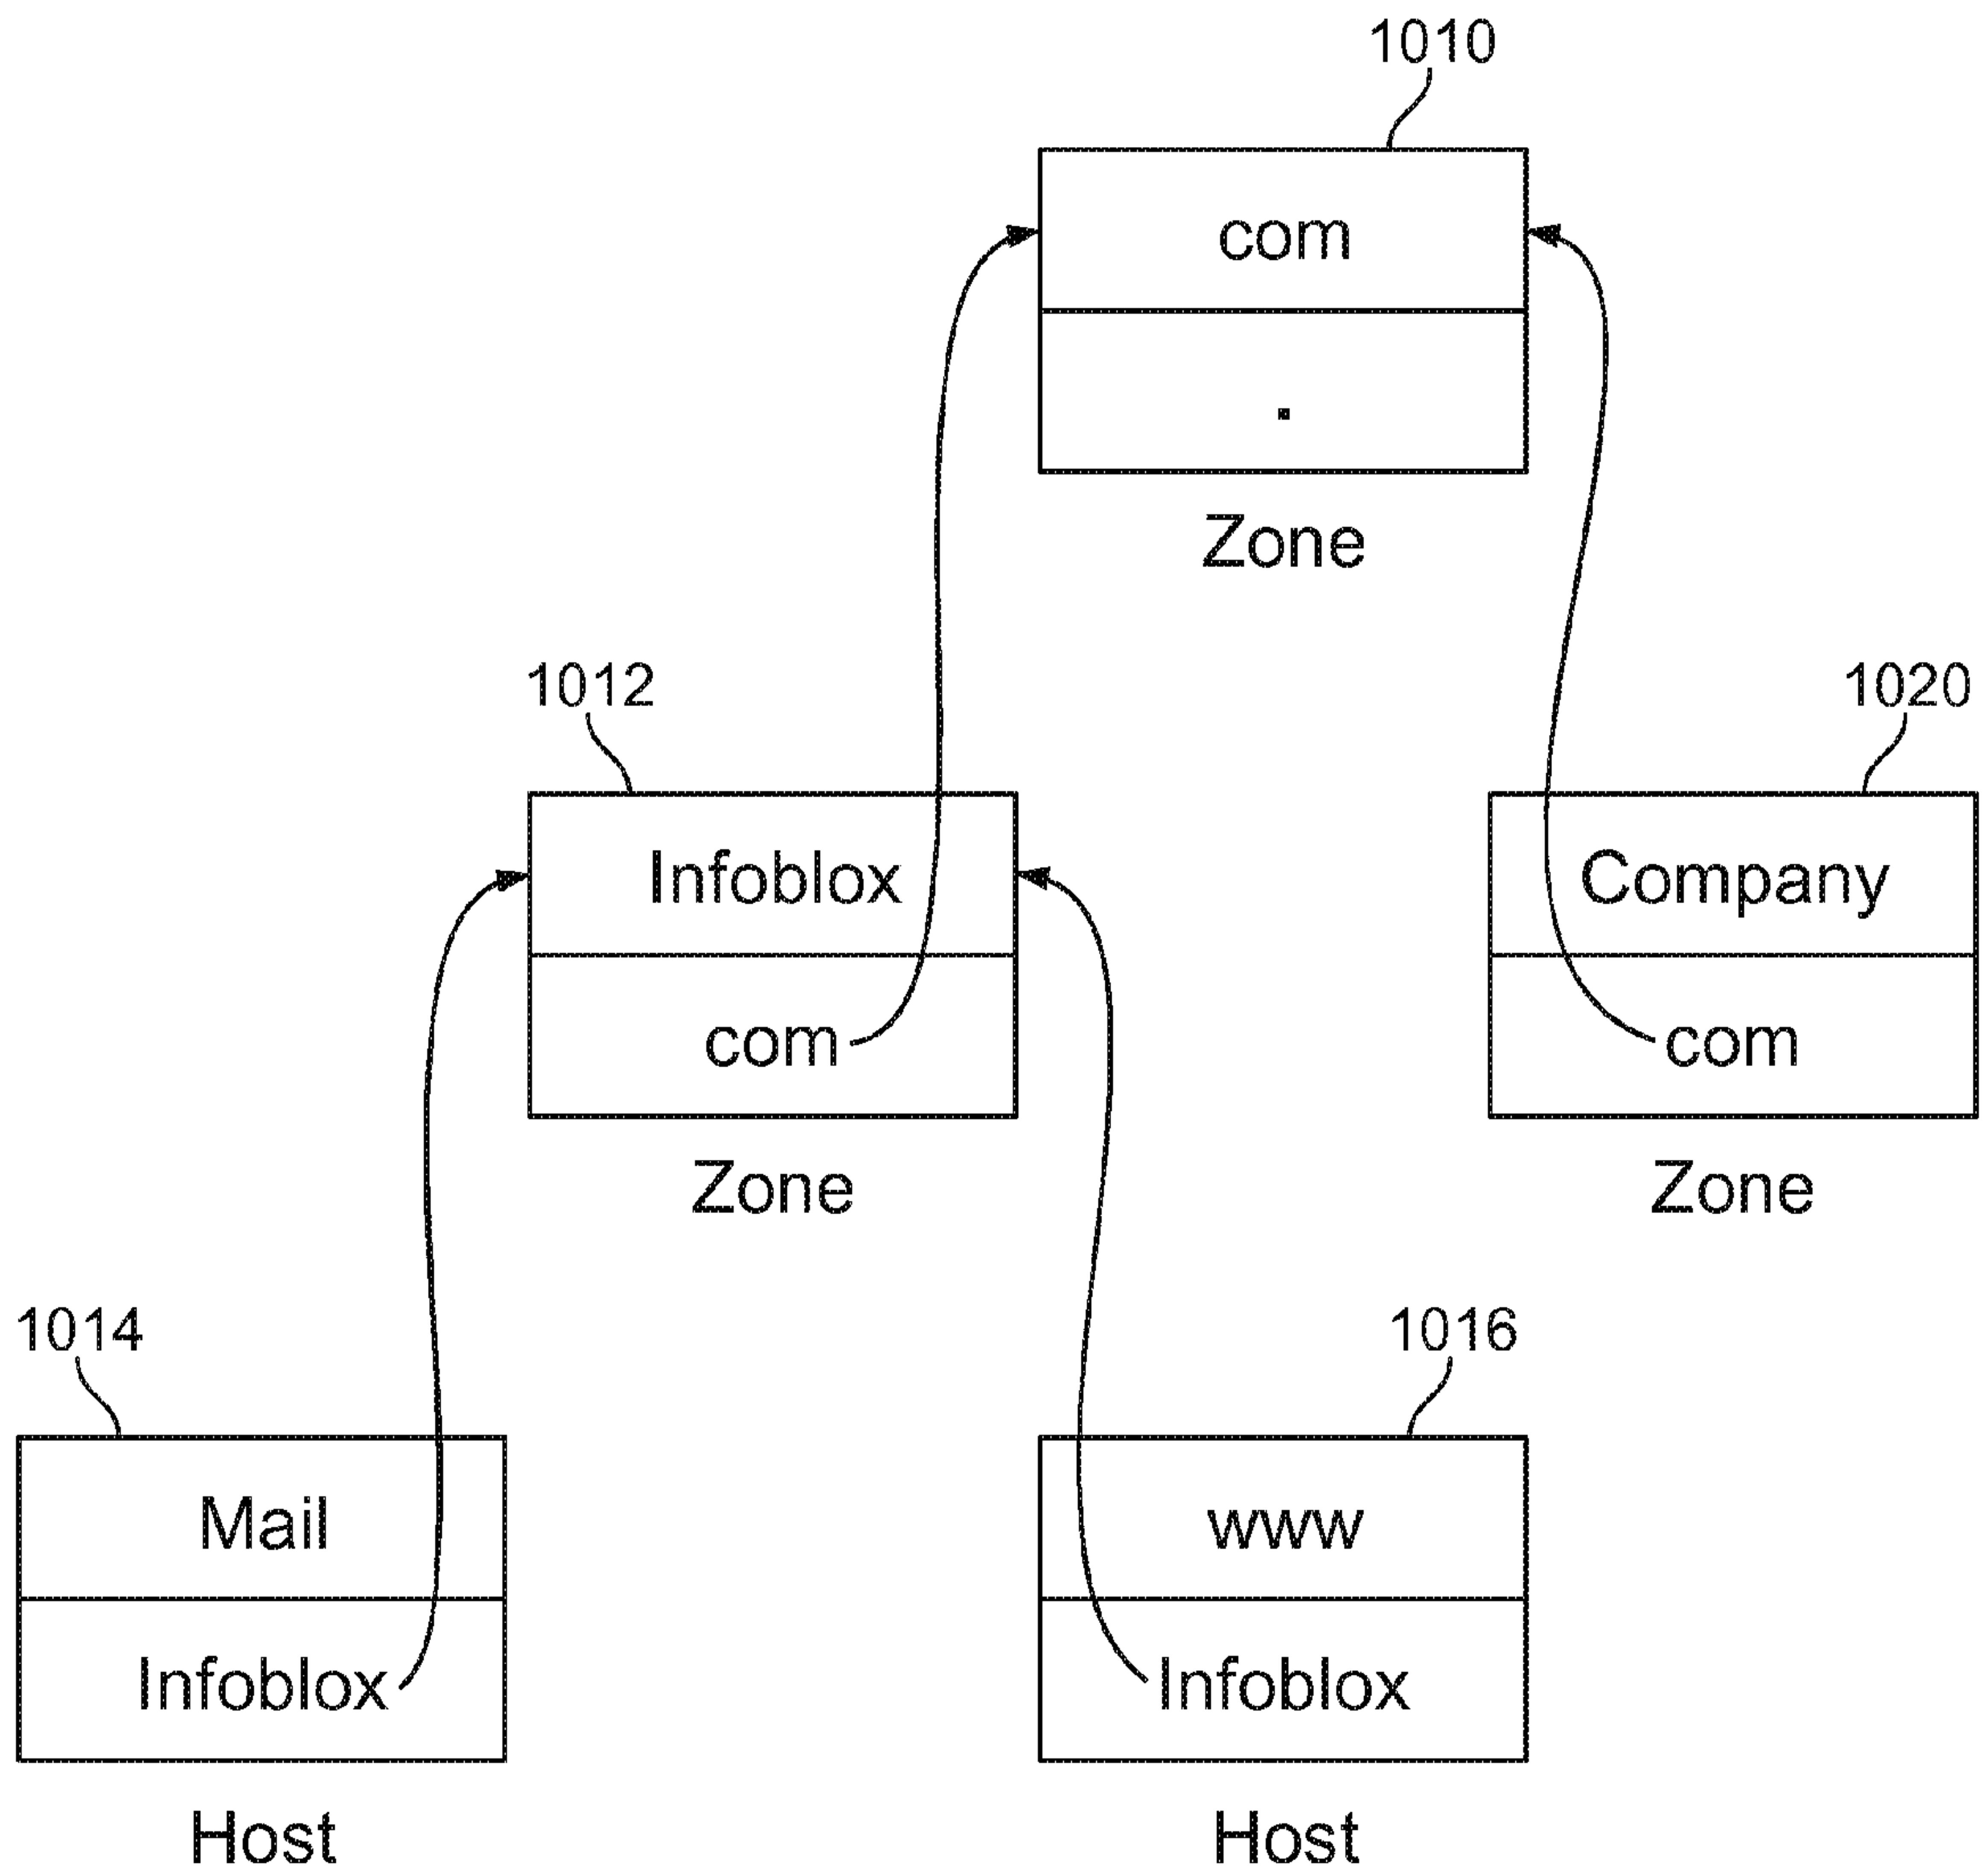 1010
com
.
Zone
1012
1020
Infoblox
Company
com
com
Zone
Zone
1014
1016
Mail
www
Infoblox
Infoblox
Host
Host